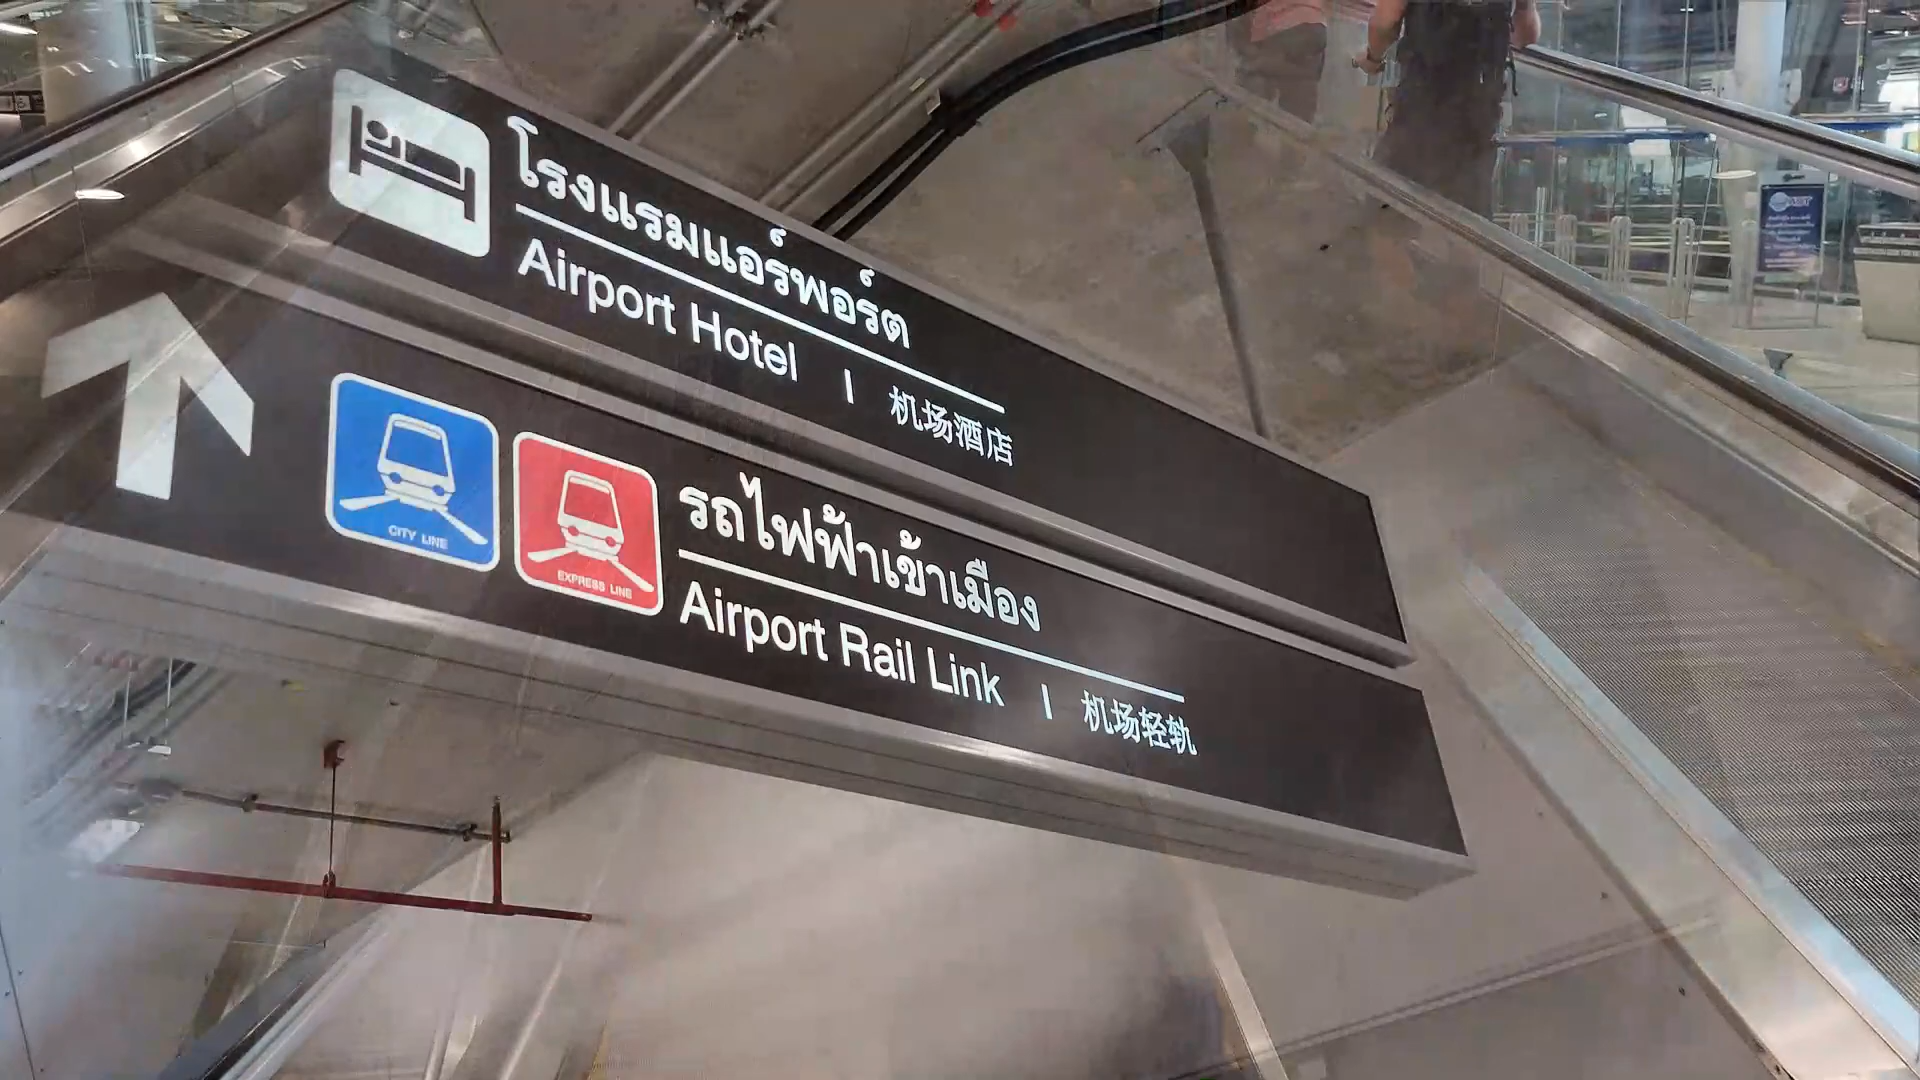 โรงแรมแอร์พอร์ต
Airport Hotel | 机场酒店
CITY LINE
EXPRESS LINE
รถไฟฟ้าเข้าเมือง
Airport Rail Link | 机场轻轨